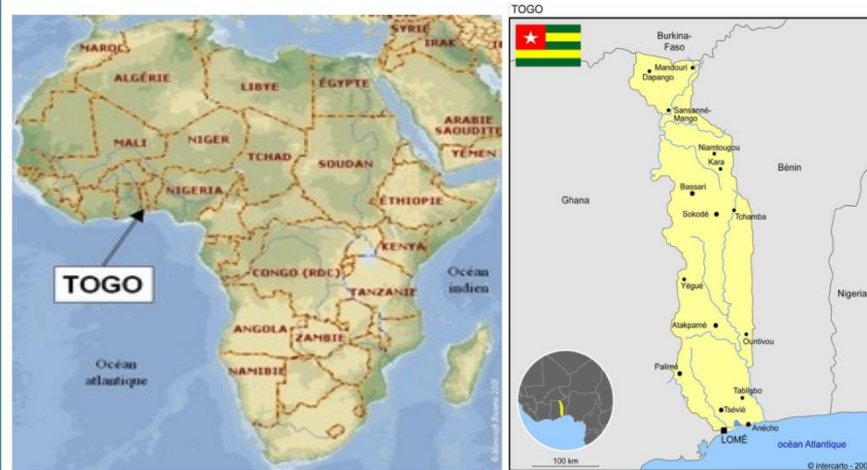 MAROC
ALGÉRIE
LIBYE
ÉGYPTE
SYRIE
IRAK
ARABIE
SAOUDITE
YÉMEN
MALI
NIGER
TCHAD
SOUDAN
NIGERIA
ÉTHIOPIE
KENYA
TOGO
CONGO (RDC)
TANZANIE
Océan
indien
ANGOLA
ZAMBIE
NAMIBIE
Océan
atlantique
TOGO
Burkina-
Faso
Mandouri
Dapango
Sansanné-
Mango
Niamtougou
Kara
Bénin
Bassari
Ghana
Sokodé
Tchamba
Yégué
Nigeria
Atakpamé
Ountivou
Palimé
Tabligbo
Tsévié
Anécho
LOMÉ
océan Atlantique
100 km
© intercarto - 200